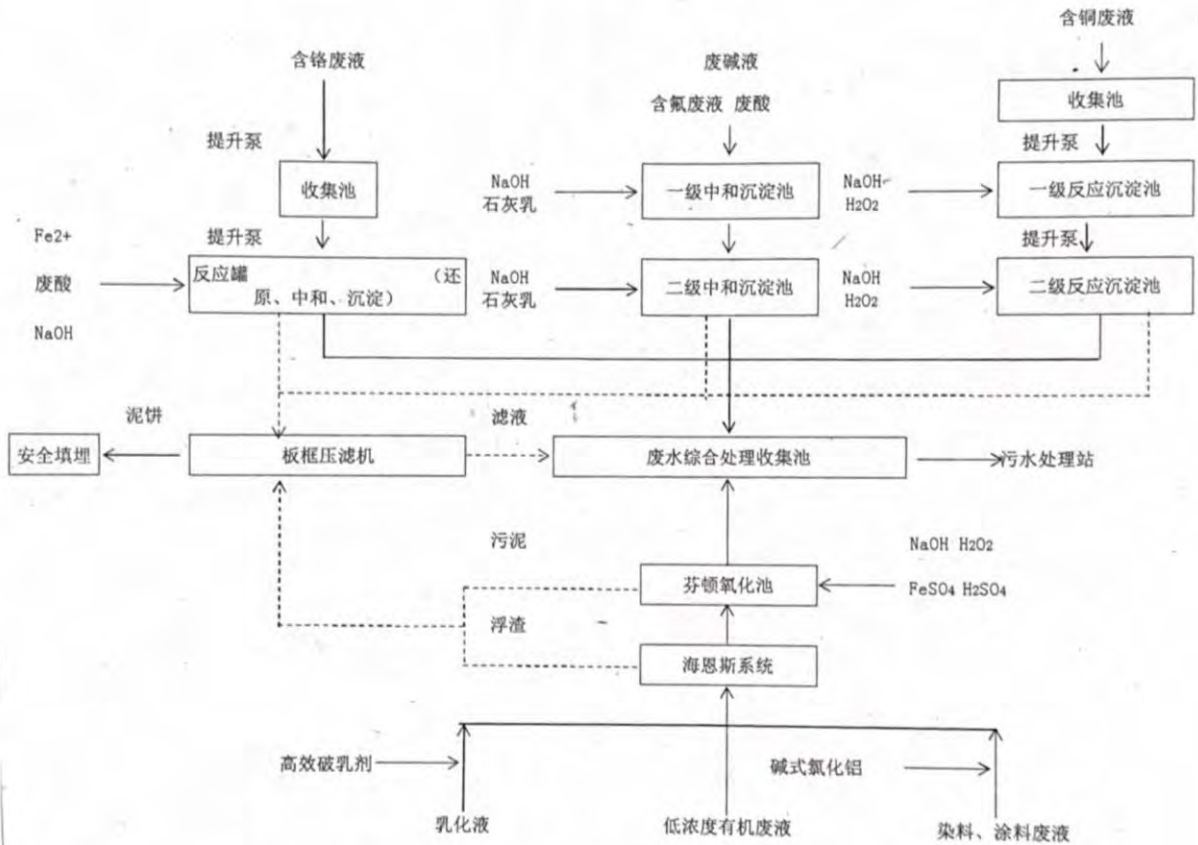 含铜废液
含铬废液
废碱液
收集池
含氟废液 废酸
提升泵
提升泵
收集池
NaOH
石灰乳
一级中和沉淀池
NaOH
H2O2
一级反应沉淀池
Fe2+
提升泵
提升泵
废酸
反应罐 (还
原、中和、沉淀)
NaOH
石灰乳
二级中和沉淀池
NaOH
H2O2
二级反应沉淀池
NaOH
泥饼
滤液
安全填埋
板框压滤机
废水综合处理收集池
污水处理站
污泥
NaOH H2O2
芬顿氧化池
FeSO4 H2SO4
浮渣
海恩斯系统
高效破乳剂
碱式氯化铝
乳化液
低浓度有机废液
染料、涂料废液